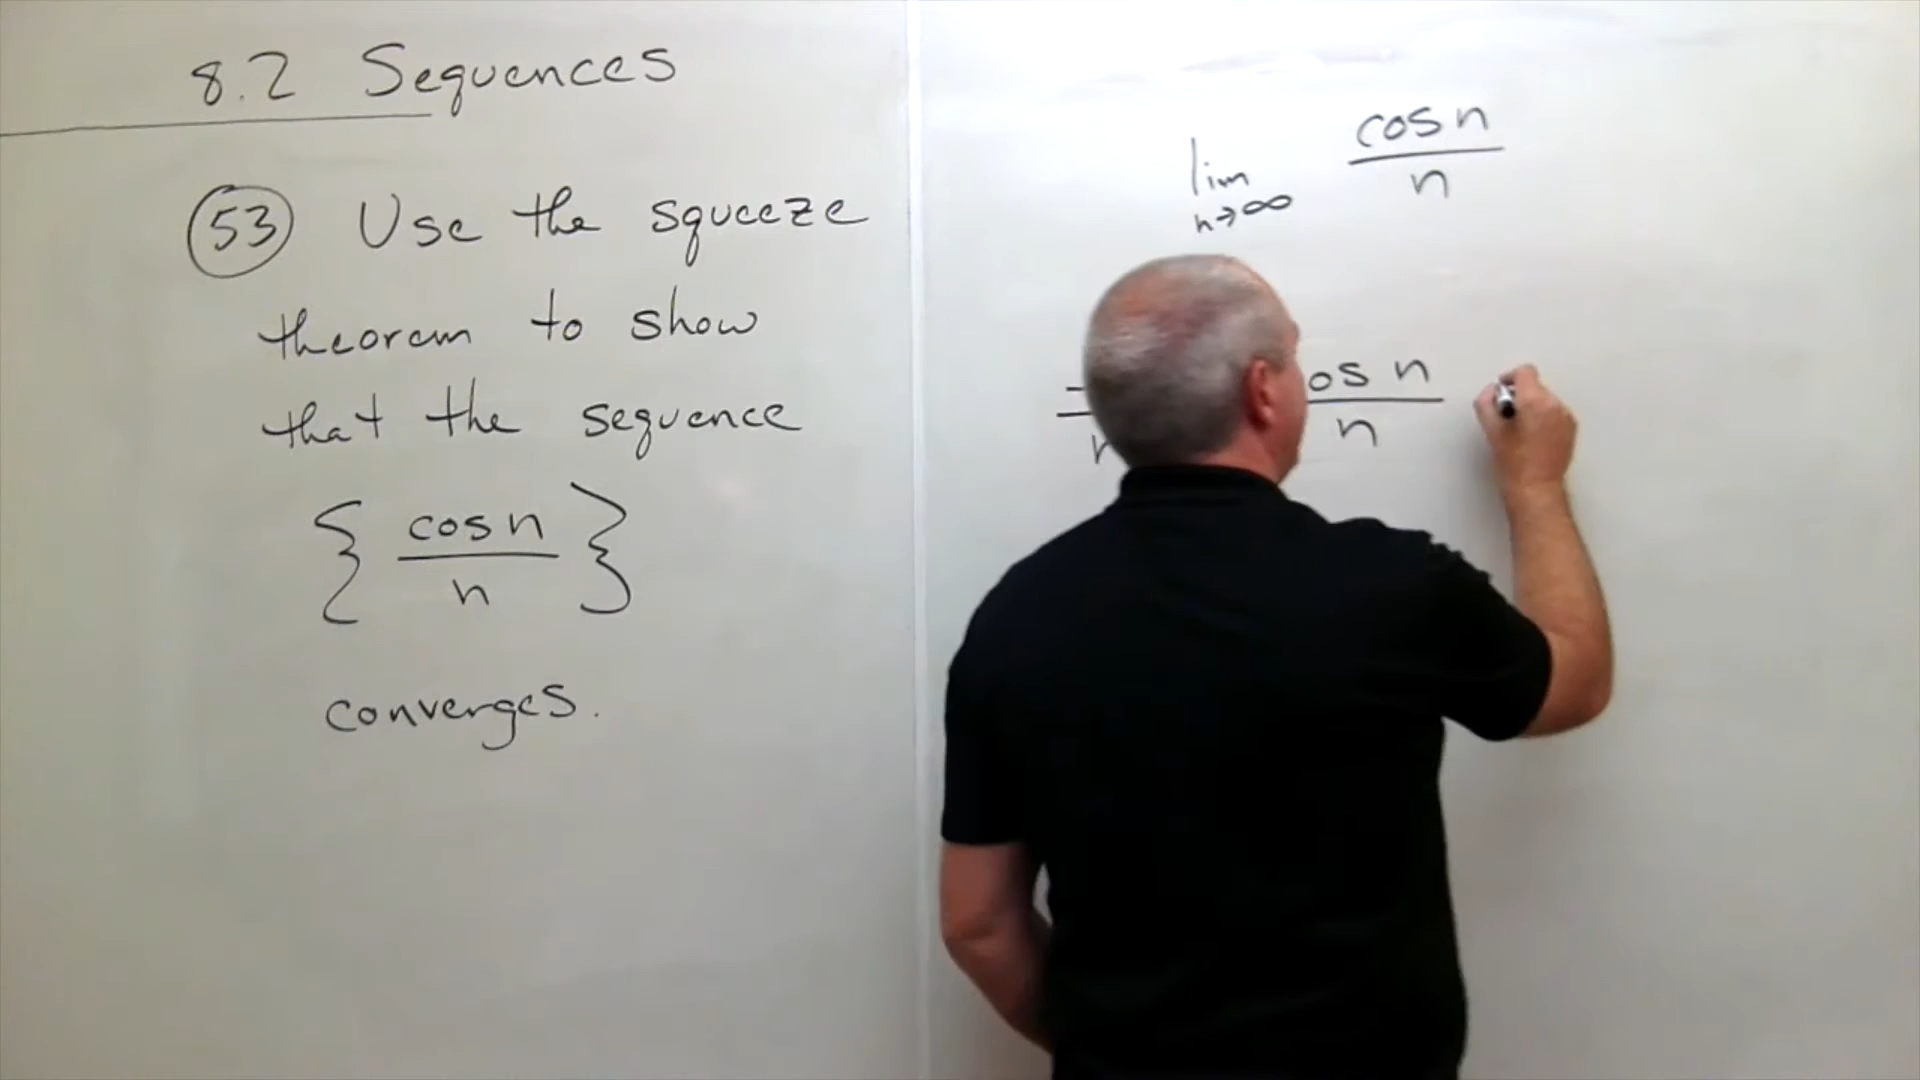 8.2 Sequences
53 Use the squeeze
theorem to show
that the sequence
{ cos n
n }
converges.
lim
n→∞
cos n
n
os n
n